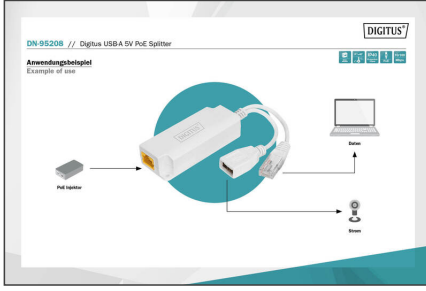 DIGITUS®
DN-95208 // Digitus USB-A 5V PoE Splitter
Anwendungsbeispiel
Example of use
DIGITUS
PoE Injektor
Daten
Strom